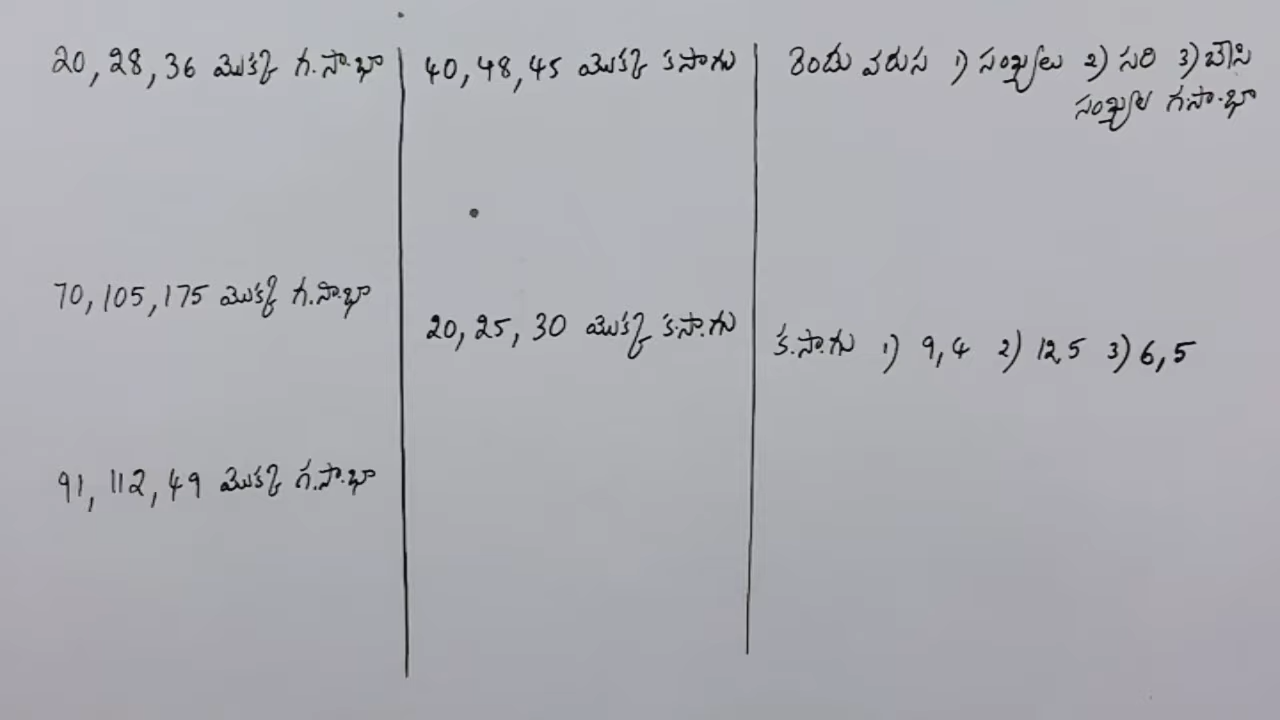 20, 28, 36 మొక్క గ.సా.భా
70, 105, 175 మొక్క గ.సా.భా
91, 112, 49 మొక్క గ.సా.భా
40, 48, 45 మొక్క క సాగు
20, 25, 30 మొక్క క.సా.గు
రెండు వరుస 1) సంఖ్యలు 2) సరి 3) బేసి
సంఖ్యల గసా.భా
క.సా.గు 1) 9, 4 2) 12,5 3) 6, 5